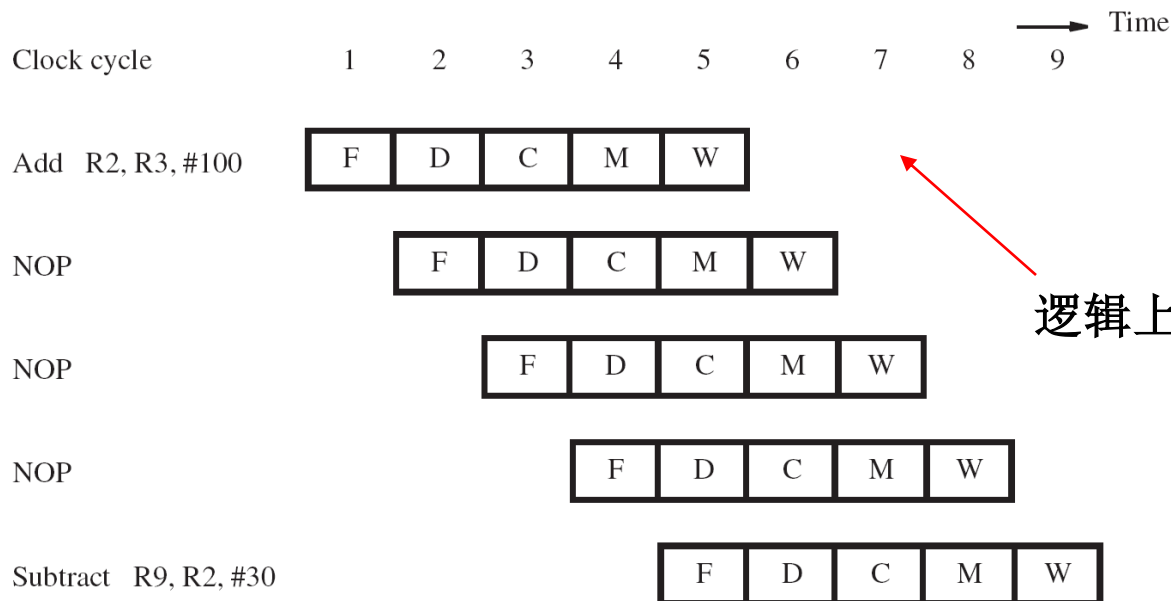 Time
Clock cycle 1 2 3 4 5 6 7 8 9
Add R2, R3, #100 F D C M W
NOP F D C M W
逻辑上
NOP F D C M W
NOP F D C M W
Subtract R9, R2, #30 F D C M W